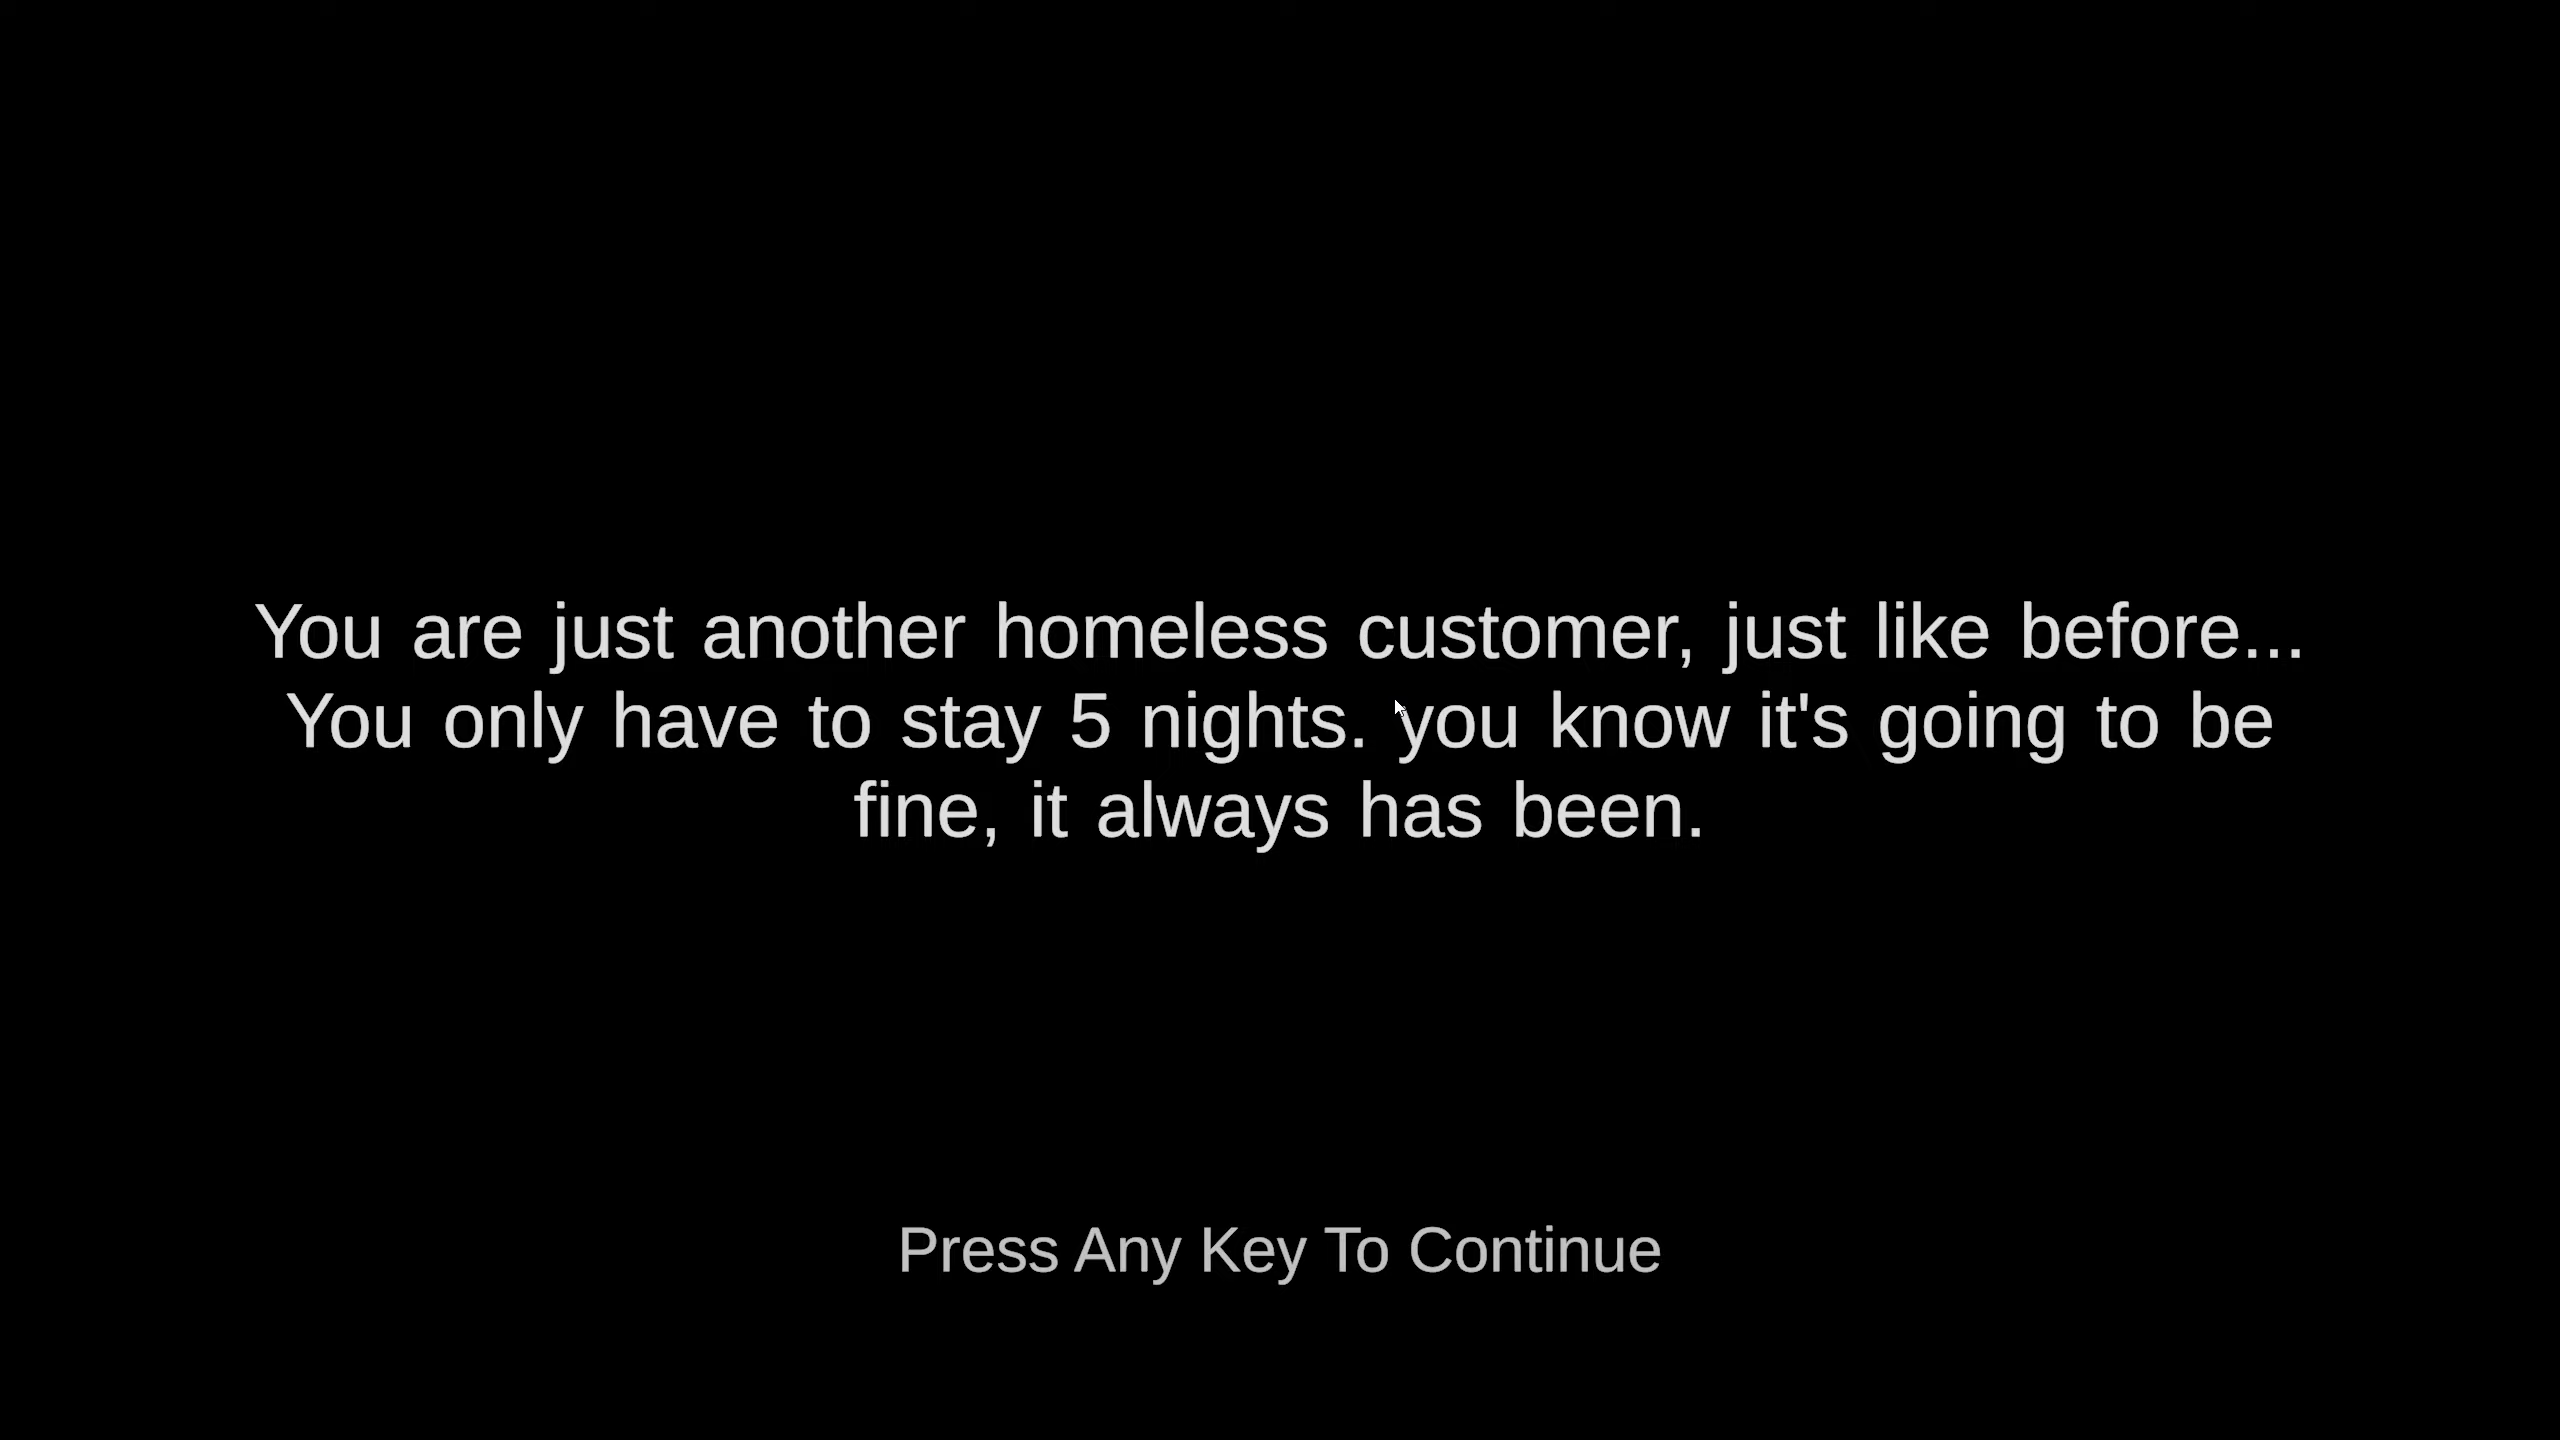 You are just another homeless customer, just like before...
You only have to stay 5 nights. you know it's going to be
fine, it always has been.
Press Any Key To Continue